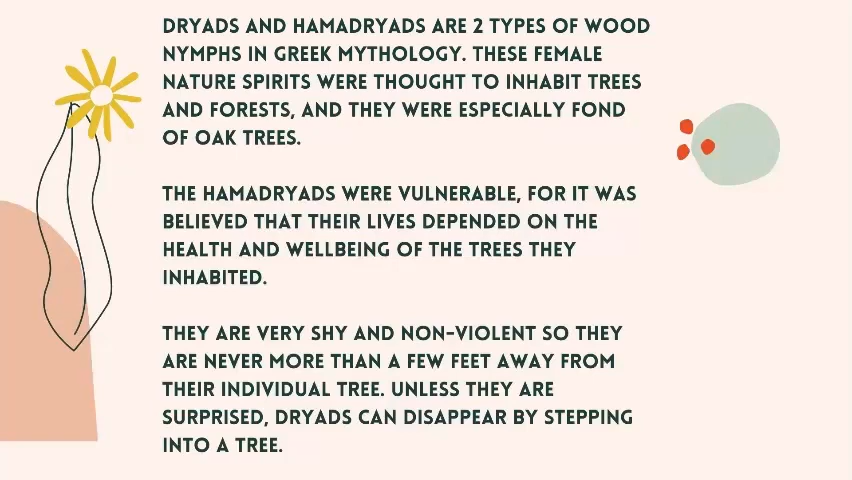 DRYADS AND HAMADRYADS ARE 2 TYPES OF WOOD
NYMPHS IN GREEK MYTHOLOGY. THESE FEMALE
NATURE SPIRITS WERE THOUGHT TO INHABIT TREES
AND FORESTS, AND THEY WERE ESPECIALLY FOND
OF OAK TREES.
THE HAMADRYADS WERE VULNERABLE, FOR IT WAS
BELIEVED THAT THEIR LIVES DEPENDED ON THE
HEALTH AND WELLBEING OF THE TREES THEY
INHABITED.
THEY ARE VERY SHY AND NON-VIOLENT SO THEY
ARE NEVER MORE THAN A FEW FEET AWAY FROM
THEIR INDIVIDUAL TREE. UNLESS THEY ARE
SURPRISED, DRYADS CAN DISAPPEAR BY STEPPING
INTO A TREE.